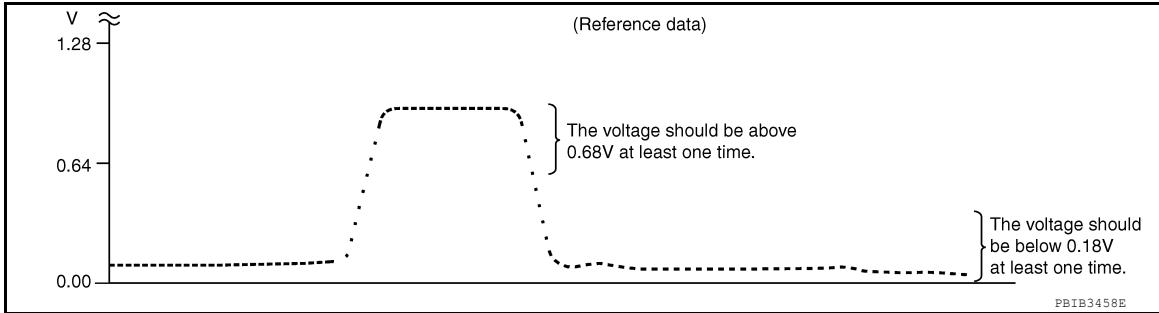 (Reference data)
V
1.28
0.64
0.00
The voltage should be above
0.68V at least one time.
The voltage should
be below 0.18V
at least one time.
PBIB3458E